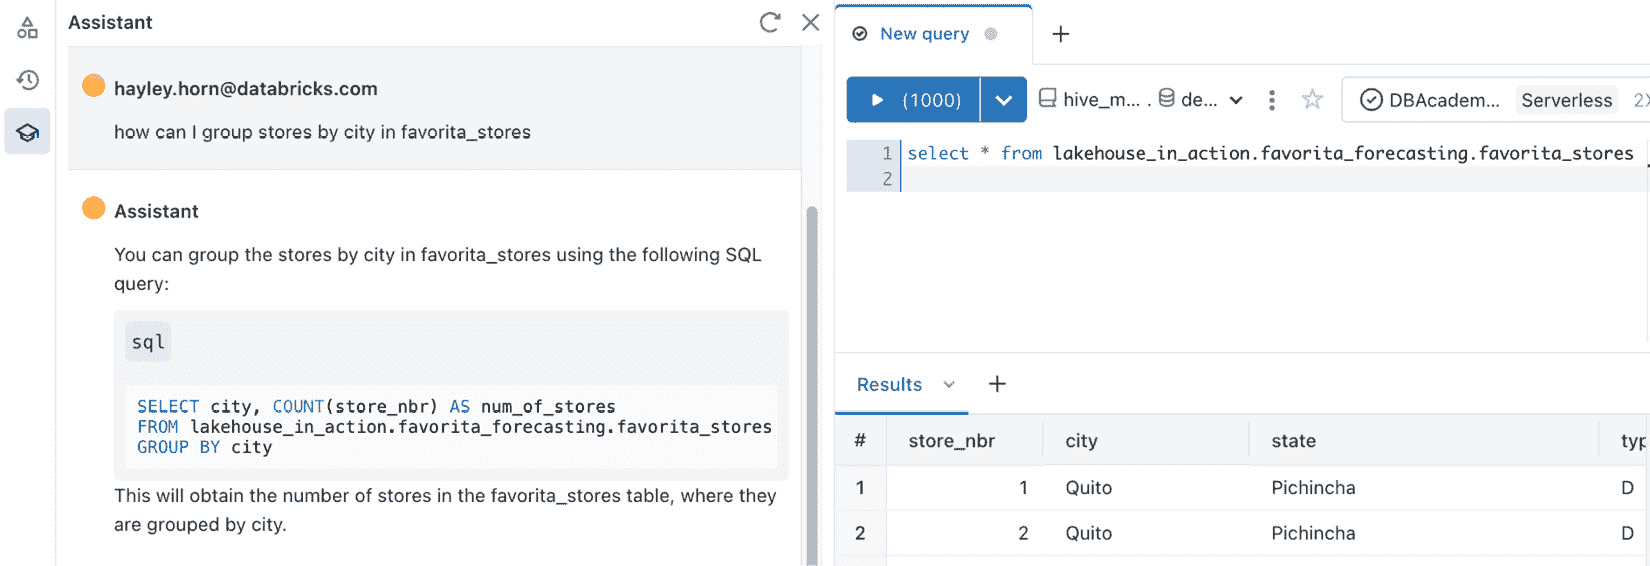 Assistant
hayley.horn@databricks.com
how can I group stores by city in favorita_stores
Assistant
You can group the stores by city in favorita_stores using the following SQL
query:
sql
SELECT city, COUNT(store_nbr) AS num_of_stores
FROM lakehouse_in_action.favorita_forecasting.favorita_stores
GROUP BY city
This will obtain the number of stores in the favorita_stores table, where they
are grouped by city.
New query
(1000) hive_m... . de... DBAcadem... Serverless 2X
1 select * from lakehouse_in_action.favorita_forecasting.favorita_stores
2
Results
# store_nbr city state typ
1 1 Quito Pichincha D
2 2 Quito Pichincha D